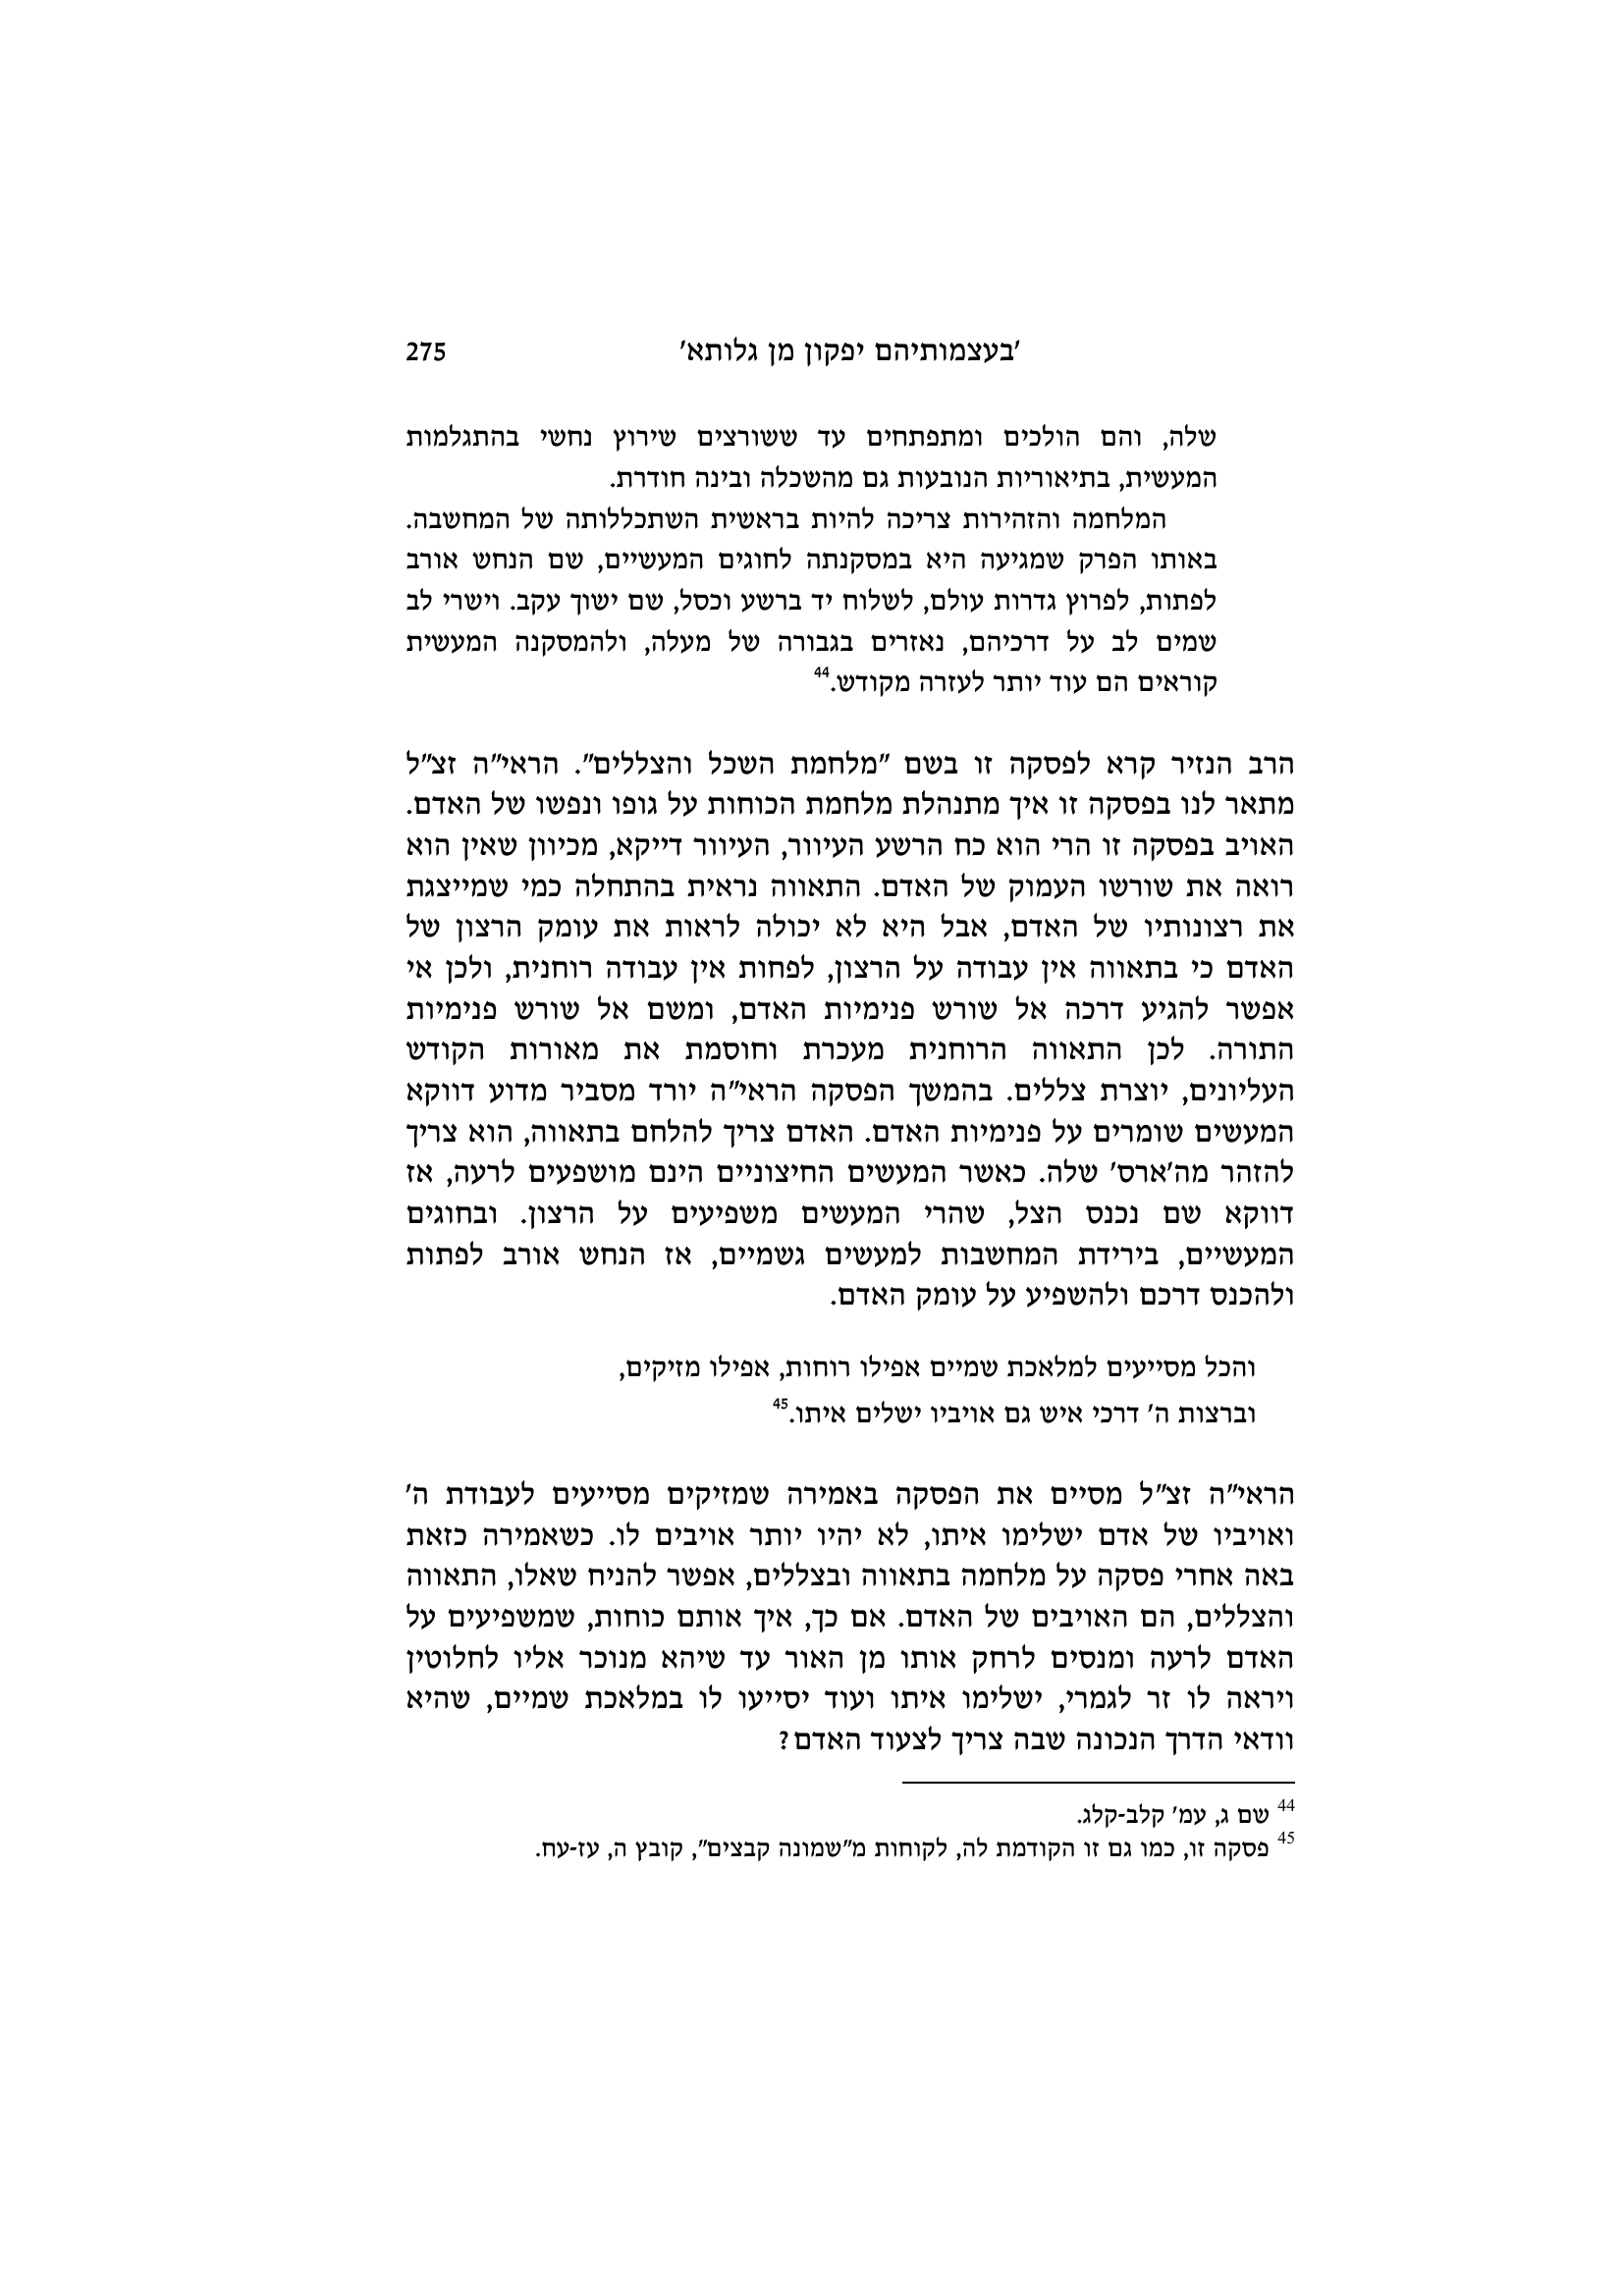 'בעצמותיהם יפקון מן גלותא' 275
שלה, והם הולכים ומתפתחים עד ששורצים שירוץ נחשי בהתגלמות
המעשית, בתיאוריות הנובעות גם מהשכלה ובינה חודרת.
המלחמה והזהירות צריכה להיות בראשית השתכללותה של המחשבה.
באותו הפרק שמגיעה היא במסקנתה לחוגים המעשיים, שם הנחש אורב
לפתות, לפרוץ גדרות עולם, לשלוח יד ברשע וכסל, שם ישוך עקב. וישרי לב
שמים לב על דרכיהם, נאזרים בגבורה של מעלה, ולהמסקנה המעשית
קוראים הם עוד יותר לעזרה מקודש.44
הרב הנזיר קרא לפסקה זו בשם "מלחמת השכל והצללים". הראי"ה זצ"ל
מתאר לנו בפסקה זו איך מתנהלת מלחמת הכוחות על גופו ונפשו של האדם.
האויב בפסקה זו הרי הוא כח הרשע העיוור, העיוור דייקא, מכיוון שאין הוא
רואה את שורשו העמוק של האדם. התאווה נראית בהתחלה כמי שמייצגת
את רצונותיו של האדם, אבל היא לא יכולה לראות את עומק הרצון של
האדם כי בתאווה אין עבודה על הרצון, לפחות אין עבודה רוחנית, ולכן אי
אפשר להגיע דרכה אל שורש פנימיות האדם, ומשם אל שורש פנימיות
התורה. לכן התאווה הרוחנית מעכרת וחוסמת את מאורות הקודש
העליונים, יוצרת צללים. בהמשך הפסקה הראי"ה יורד מסביר מדוע דווקא
המעשים שומרים על פנימיות האדם. האדם צריך להלחם בתאווה, הוא צריך
להזהר מה'ארס' שלה. כאשר המעשים החיצוניים הינם מושפעים לרעה, אז
דווקא שם נכנס הצל, שהרי המעשים משפיעים על הרצון. ובחוגים
המעשיים, בירידת המחשבות למעשים גשמיים, אז הנחש אורב לפתות
ולהכנס דרכם ולהשפיע על עומק האדם.
והכל מסייעים למלאכת שמיים אפילו רוחות, אפילו מזיקים,
וברצות ה' דרכי איש גם אויביו ישלים איתו.45
הראי"ה זצ"ל מסיים את הפסקה באמירה שמזיקים מסייעים לעבודת ה'
ואויביו של אדם ישלימו איתו, לא יהיו יותר אויבים לו. כשאמירה כזאת
באה אחרי פסקה על מלחמה בתאווה ובצללים, אפשר להניח שאלו, התאווה
והצללים, הם האויבים של האדם. אם כך, איך אותם כוחות, שמשפיעים על
האדם לרעה ומנסים לרחק אותו מן האור עד שיהא מנוכר אליו לחלוטין
ויראה לו זר לגמרי, ישלימו איתו ועוד יסייעו לו במלאכת שמיים, שהיא
וודאי הדרך הנכונה שבה צריך לצעוד האדם?
44 שם ג, עמ' קלב-קלג.
45 פסקה זו, כמו גם זו הקודמת לה, לקוחות מ"שמונה קבצים", קובץ ה, עז-עח.